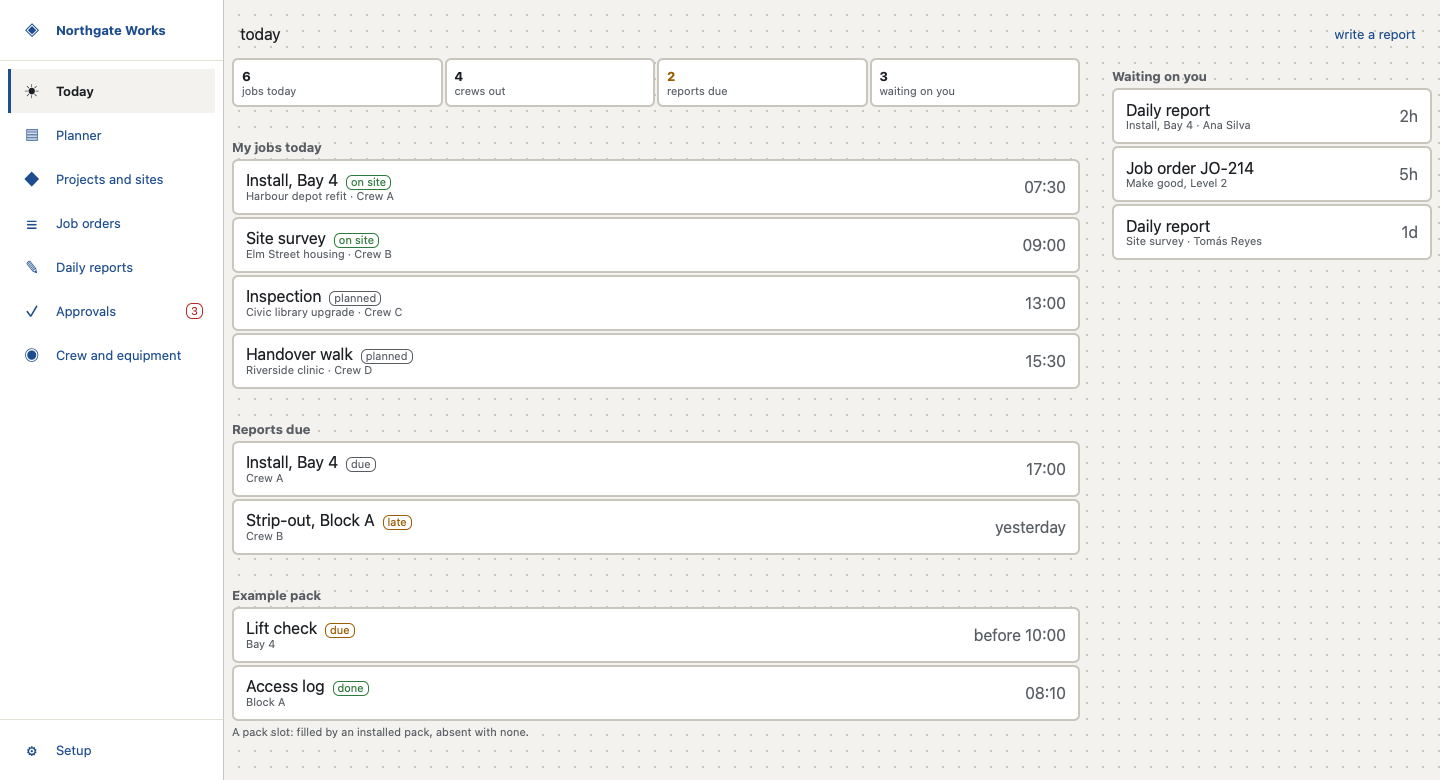 Northgate Works
Today
Planner
Projects and sites
Job orders
Daily reports
Approvals 3
Crew and equipment
Setup
today
write a report
6
jobs today
4
crews out
2
reports due
3
waiting on you
My jobs today
Install, Bay 4 on site
Harbour depot refit · Crew A
07:30
Site survey on site
Elm Street housing · Crew B
09:00
Inspection planned
Civic library upgrade · Crew C
13:00
Handover walk planned
Riverside clinic · Crew D
15:30
Reports due
Install, Bay 4 due
Crew A
17:00
Strip-out, Block A late
Crew B
yesterday
Example pack
Lift check due
Bay 4
before 10:00
Access log done
Block A
08:10
A pack slot: filled by an installed pack, absent with none.
Waiting on you
Daily report
Install, Bay 4 · Ana Silva
2h
Job order JO-214
Make good, Level 2
5h
Daily report
Site survey · Tomás Reyes
1d